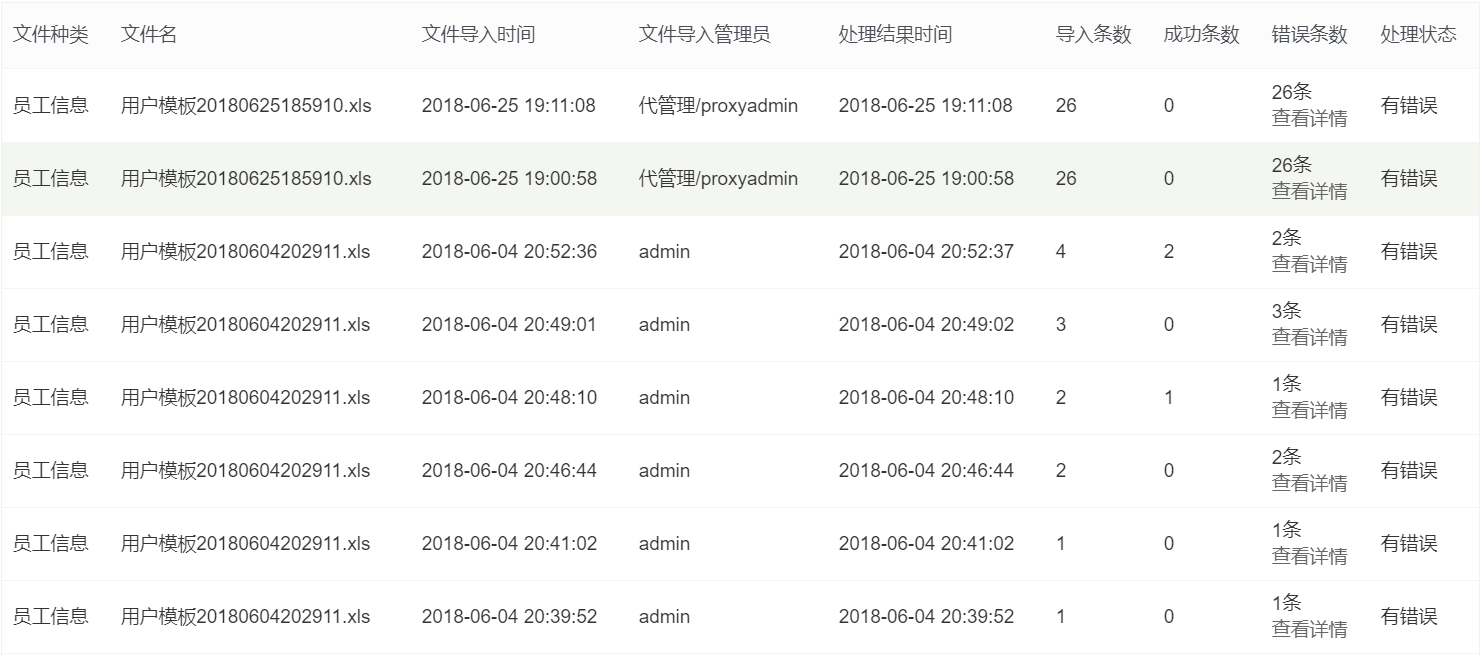 文件种类 文件名 文件导入时间 文件导入管理员 处理结果时间 导入条数 成功条数 错误条数 处理状态
员工信息 用户模板20180625185910.xls 2018-06-25 19:11:08 代管理/proxyadmin 2018-06-25 19:11:08 26 0 26条 有错误
查看详情
员工信息 用户模板20180625185910.xls 2018-06-25 19:00:58 代管理/proxyadmin 2018-06-25 19:00:58 26 0 26条 有错误
查看详情
员工信息 用户模板20180604202911.xls 2018-06-04 20:52:36 admin 2018-06-04 20:52:37 4 2 2条 有错误
查看详情
员工信息 用户模板20180604202911.xls 2018-06-04 20:49:01 admin 2018-06-04 20:49:02 3 0 3条 有错误
查看详情
员工信息 用户模板20180604202911.xls 2018-06-04 20:48:10 admin 2018-06-04 20:48:10 2 1 1条 有错误
查看详情
员工信息 用户模板20180604202911.xls 2018-06-04 20:46:44 admin 2018-06-04 20:46:44 2 0 2条 有错误
查看详情
员工信息 用户模板20180604202911.xls 2018-06-04 20:41:02 admin 2018-06-04 20:41:02 1 0 1条 有错误
查看详情
员工信息 用户模板20180604202911.xls 2018-06-04 20:39:52 admin 2018-06-04 20:39:52 1 0 1条 有错误
查看详情